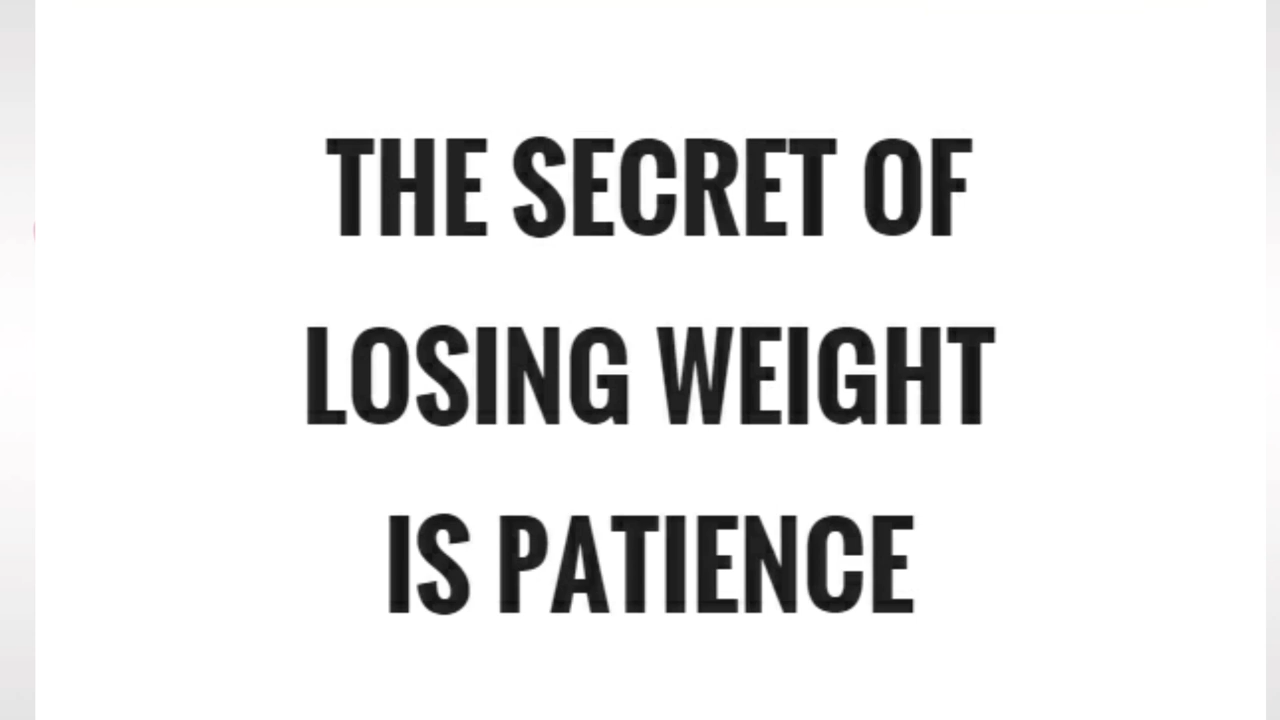 THE SECRET OF
LOSING WEIGHT
IS PATIENCE